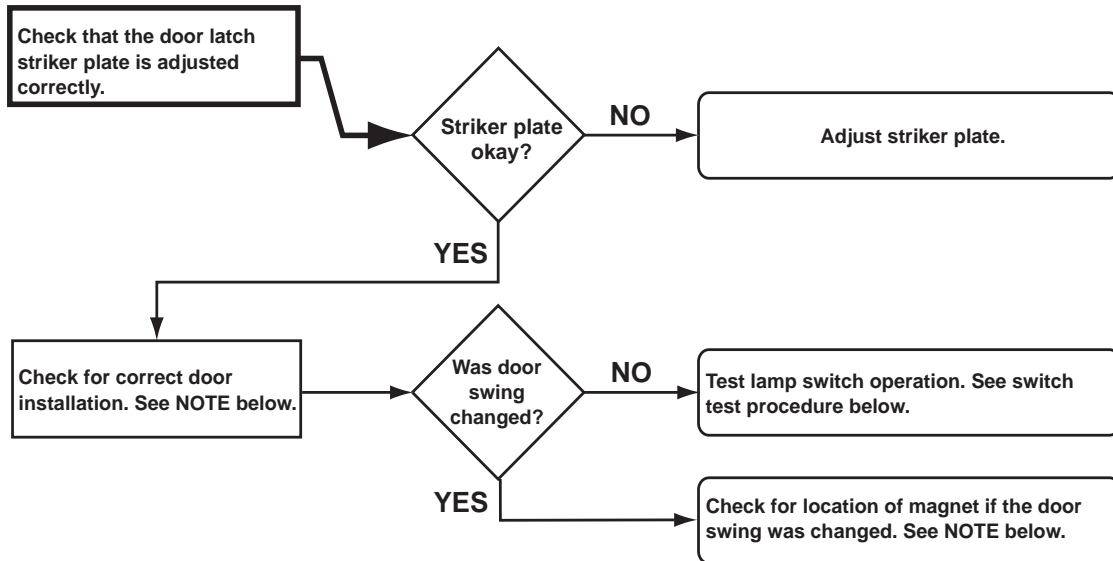 Check that the door latch
striker plate is adjusted
correctly.
Striker plate
okay?
NO
Adjust striker plate.
YES
Check for correct door
installation. See NOTE below.
Was door
swing
changed?
NO
Test lamp switch operation. See switch
test procedure below.
YES
Check for location of magnet if the door
swing was changed. See NOTE below.